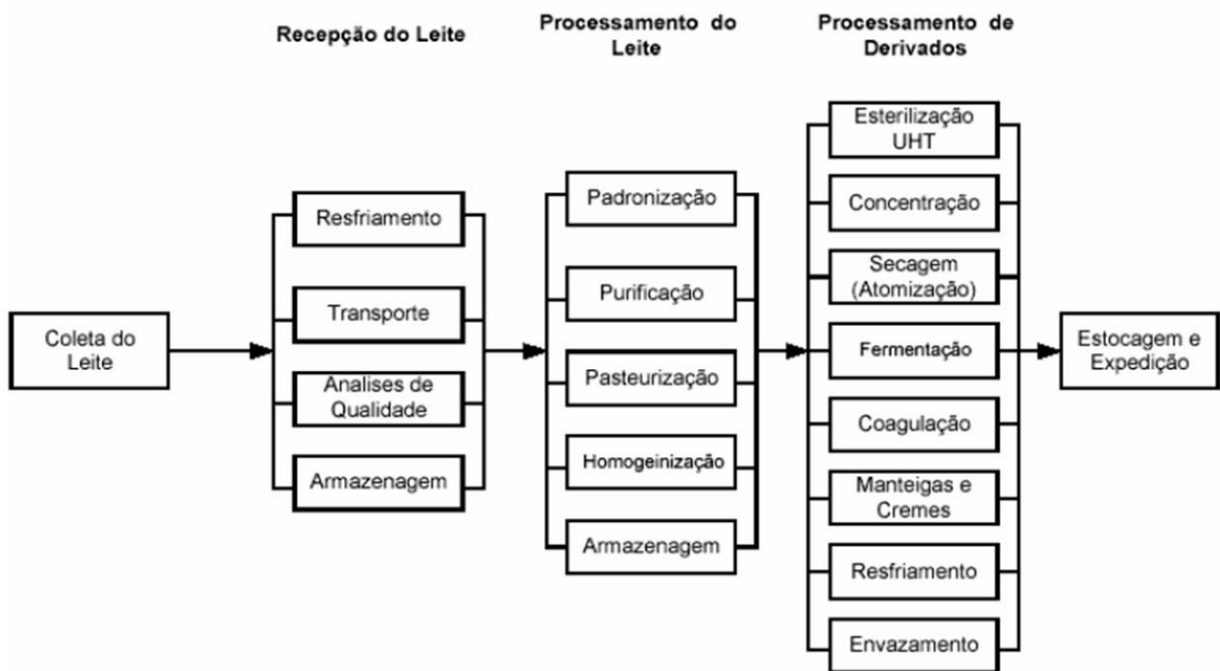 Recepção do Leite
Processamento do
Leite
Processamento de
Derivados
Coleta do
Leite
Resfriamento
Transporte
Analises de
Qualidade
Armazenagem
Padronização
Purificação
Pasteurização
Homogeinização
Armazenagem
Esterilização
UHT
Concentração
Secagem
(Atomização)
Fermentação
Coagulação
Manteigas e
Cremes
Resfriamento
Envazamento
Estocagem e
Expedição